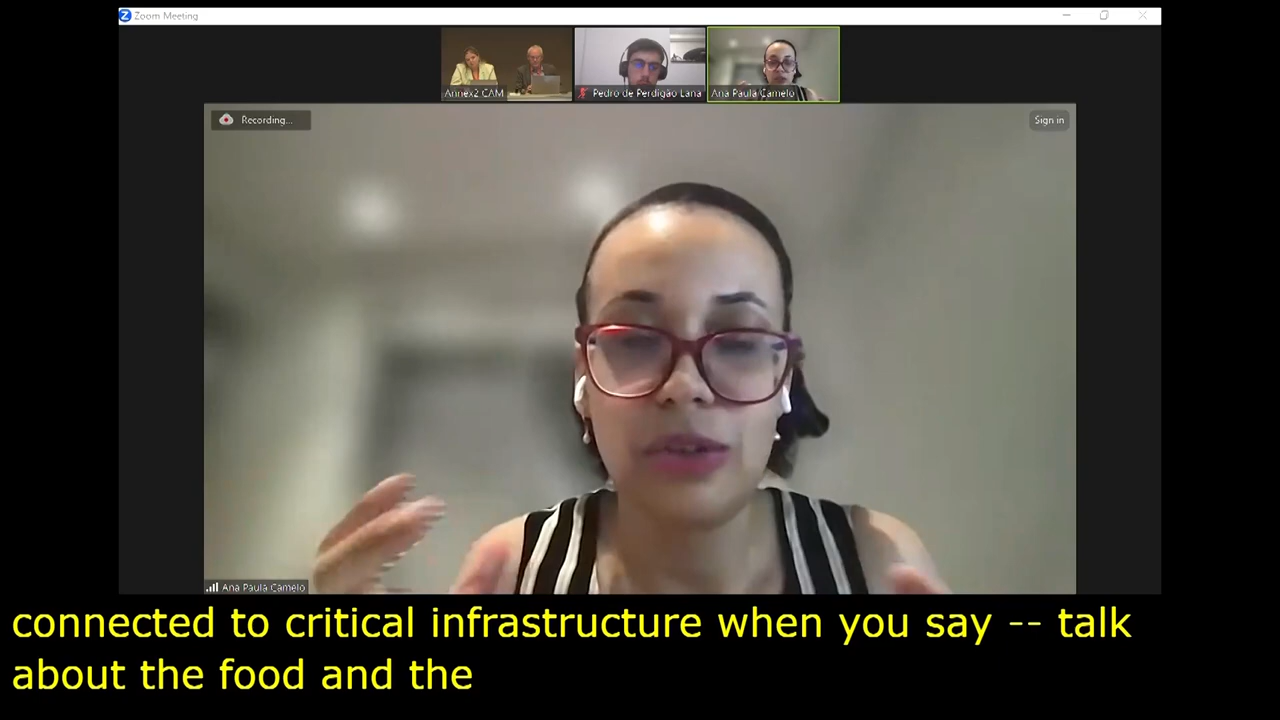 Zoom Meeting
Annex2 CAM
Pedro de Perdigão Lana
Ana Paula Camelo
Recording...
Sign in
Ana Paula Camelo
connected to critical infrastructure when you say -- talk
about the food and the